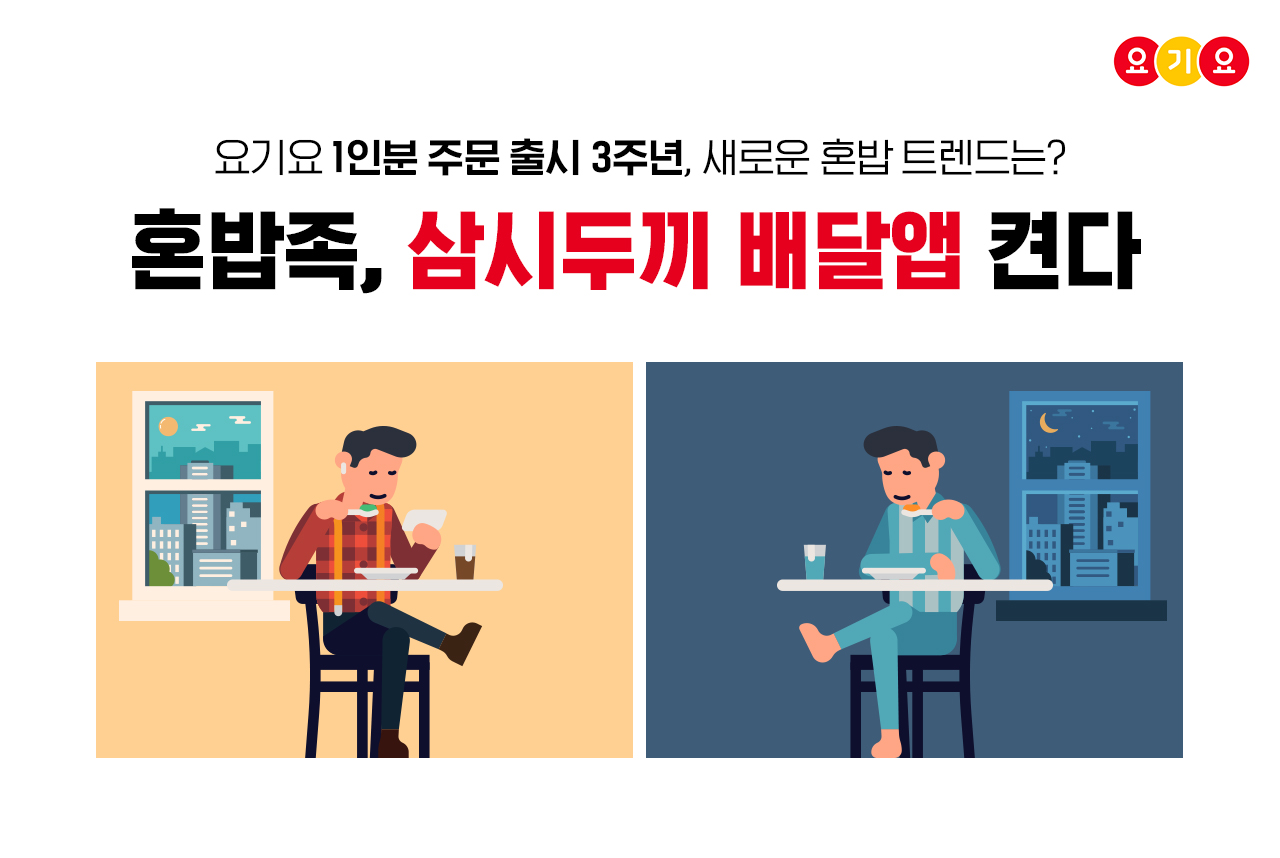 요기요
요기요 1인분 주문 출시 3주년, 새로운 혼밥 트렌드는?
혼밥족, 삼시두끼 배달앱 켠다